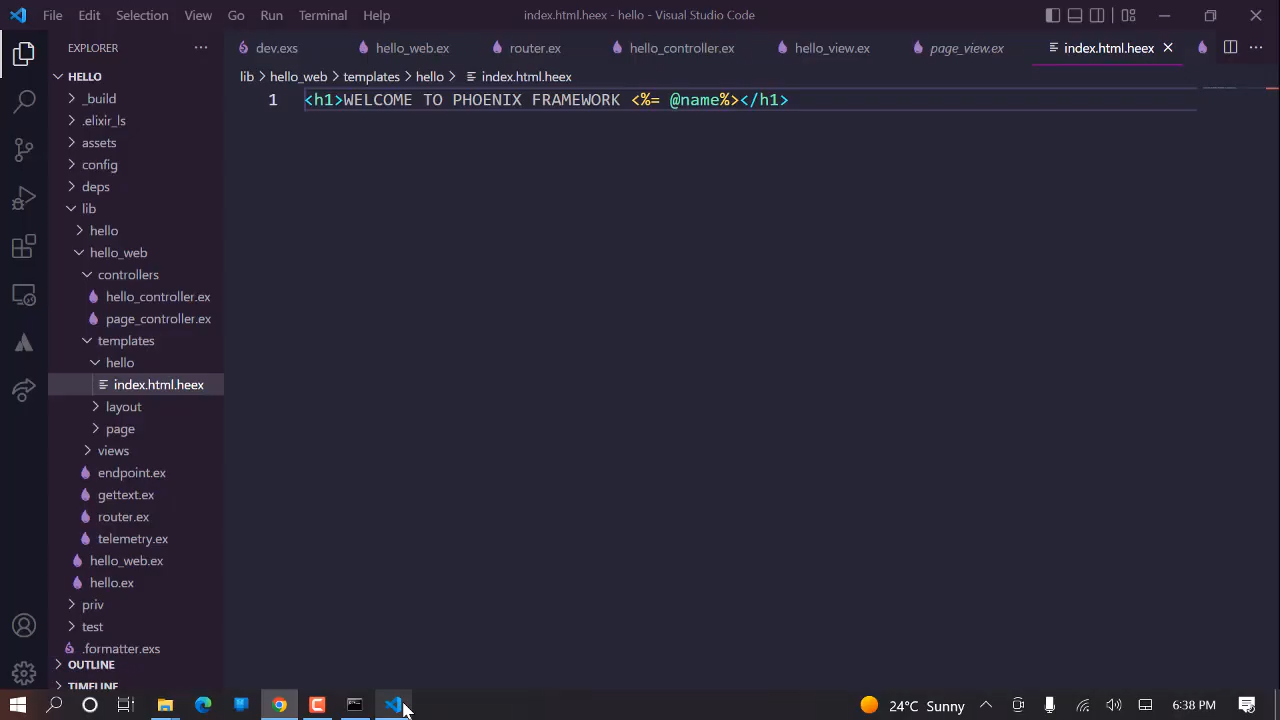 File Edit Selection View Go Run Terminal Help index.html.heex - hello - Visual Studio Code
EXPLORER
dev.exs hello_web.ex router.ex hello_controller.ex hello_view.ex page_view.ex index.html.heex
HELLO
lib > hello_web > templates > hello > index.html.heex
1 <h1>WELCOME TO PHOENIX FRAMEWORK <%= @name%></h1>
_build
.elixir_ls
assets
config
deps
lib
hello
hello_web
controllers
hello_controller.ex
page_controller.ex
templates
hello
index.html.heex
layout
page
views
endpoint.ex
gettext.ex
router.ex
telemetry.ex
hello_web.ex
hello.ex
priv
test
.formatter.exs
OUTLINE
TIMELINE
24°C Sunny 6:38 PM